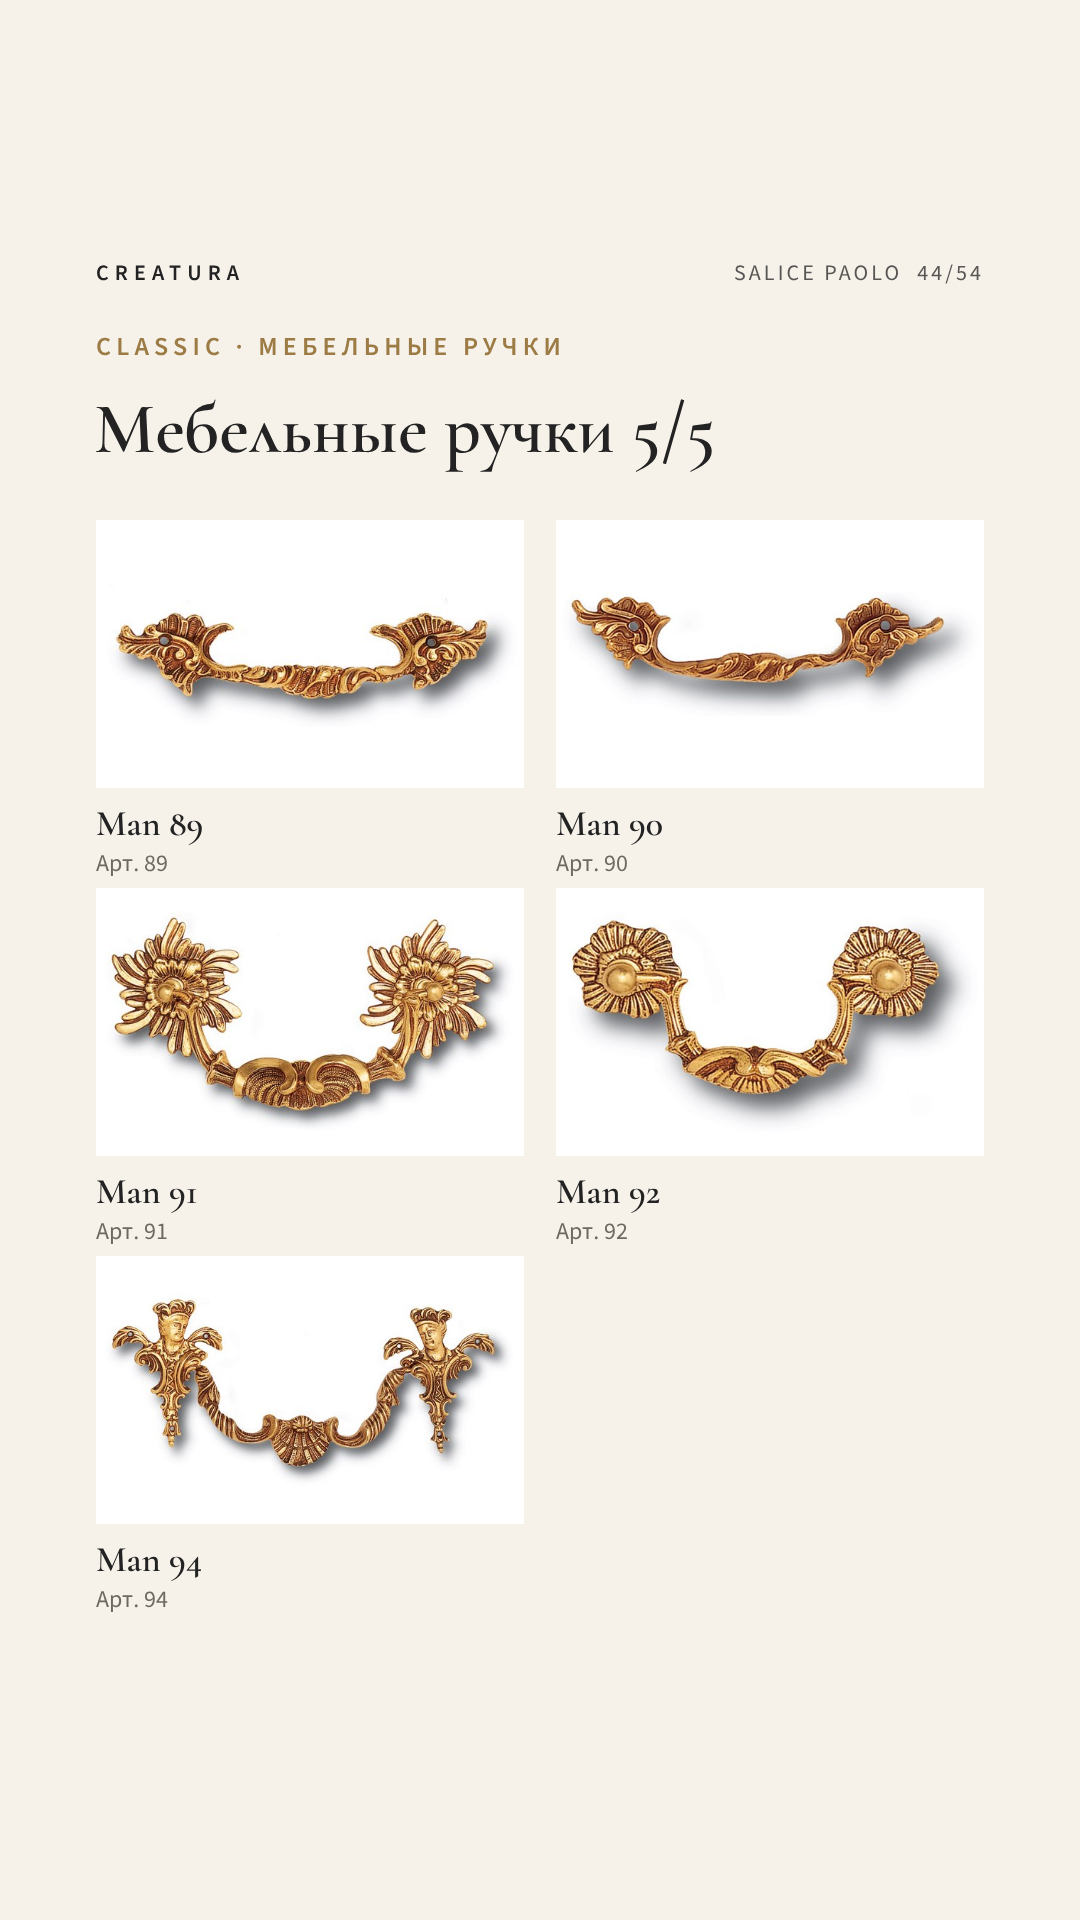 CREATURA
SALICE PAOLO 44/54
CLASSIC · МЕБЕЛЬНЫЕ РУЧКИ
Мебельные ручки 5/5
Man 89
Арт. 89
Man 90
Арт. 90
Man 91
Арт. 91
Man 92
Арт. 92
Man 94
Арт. 94